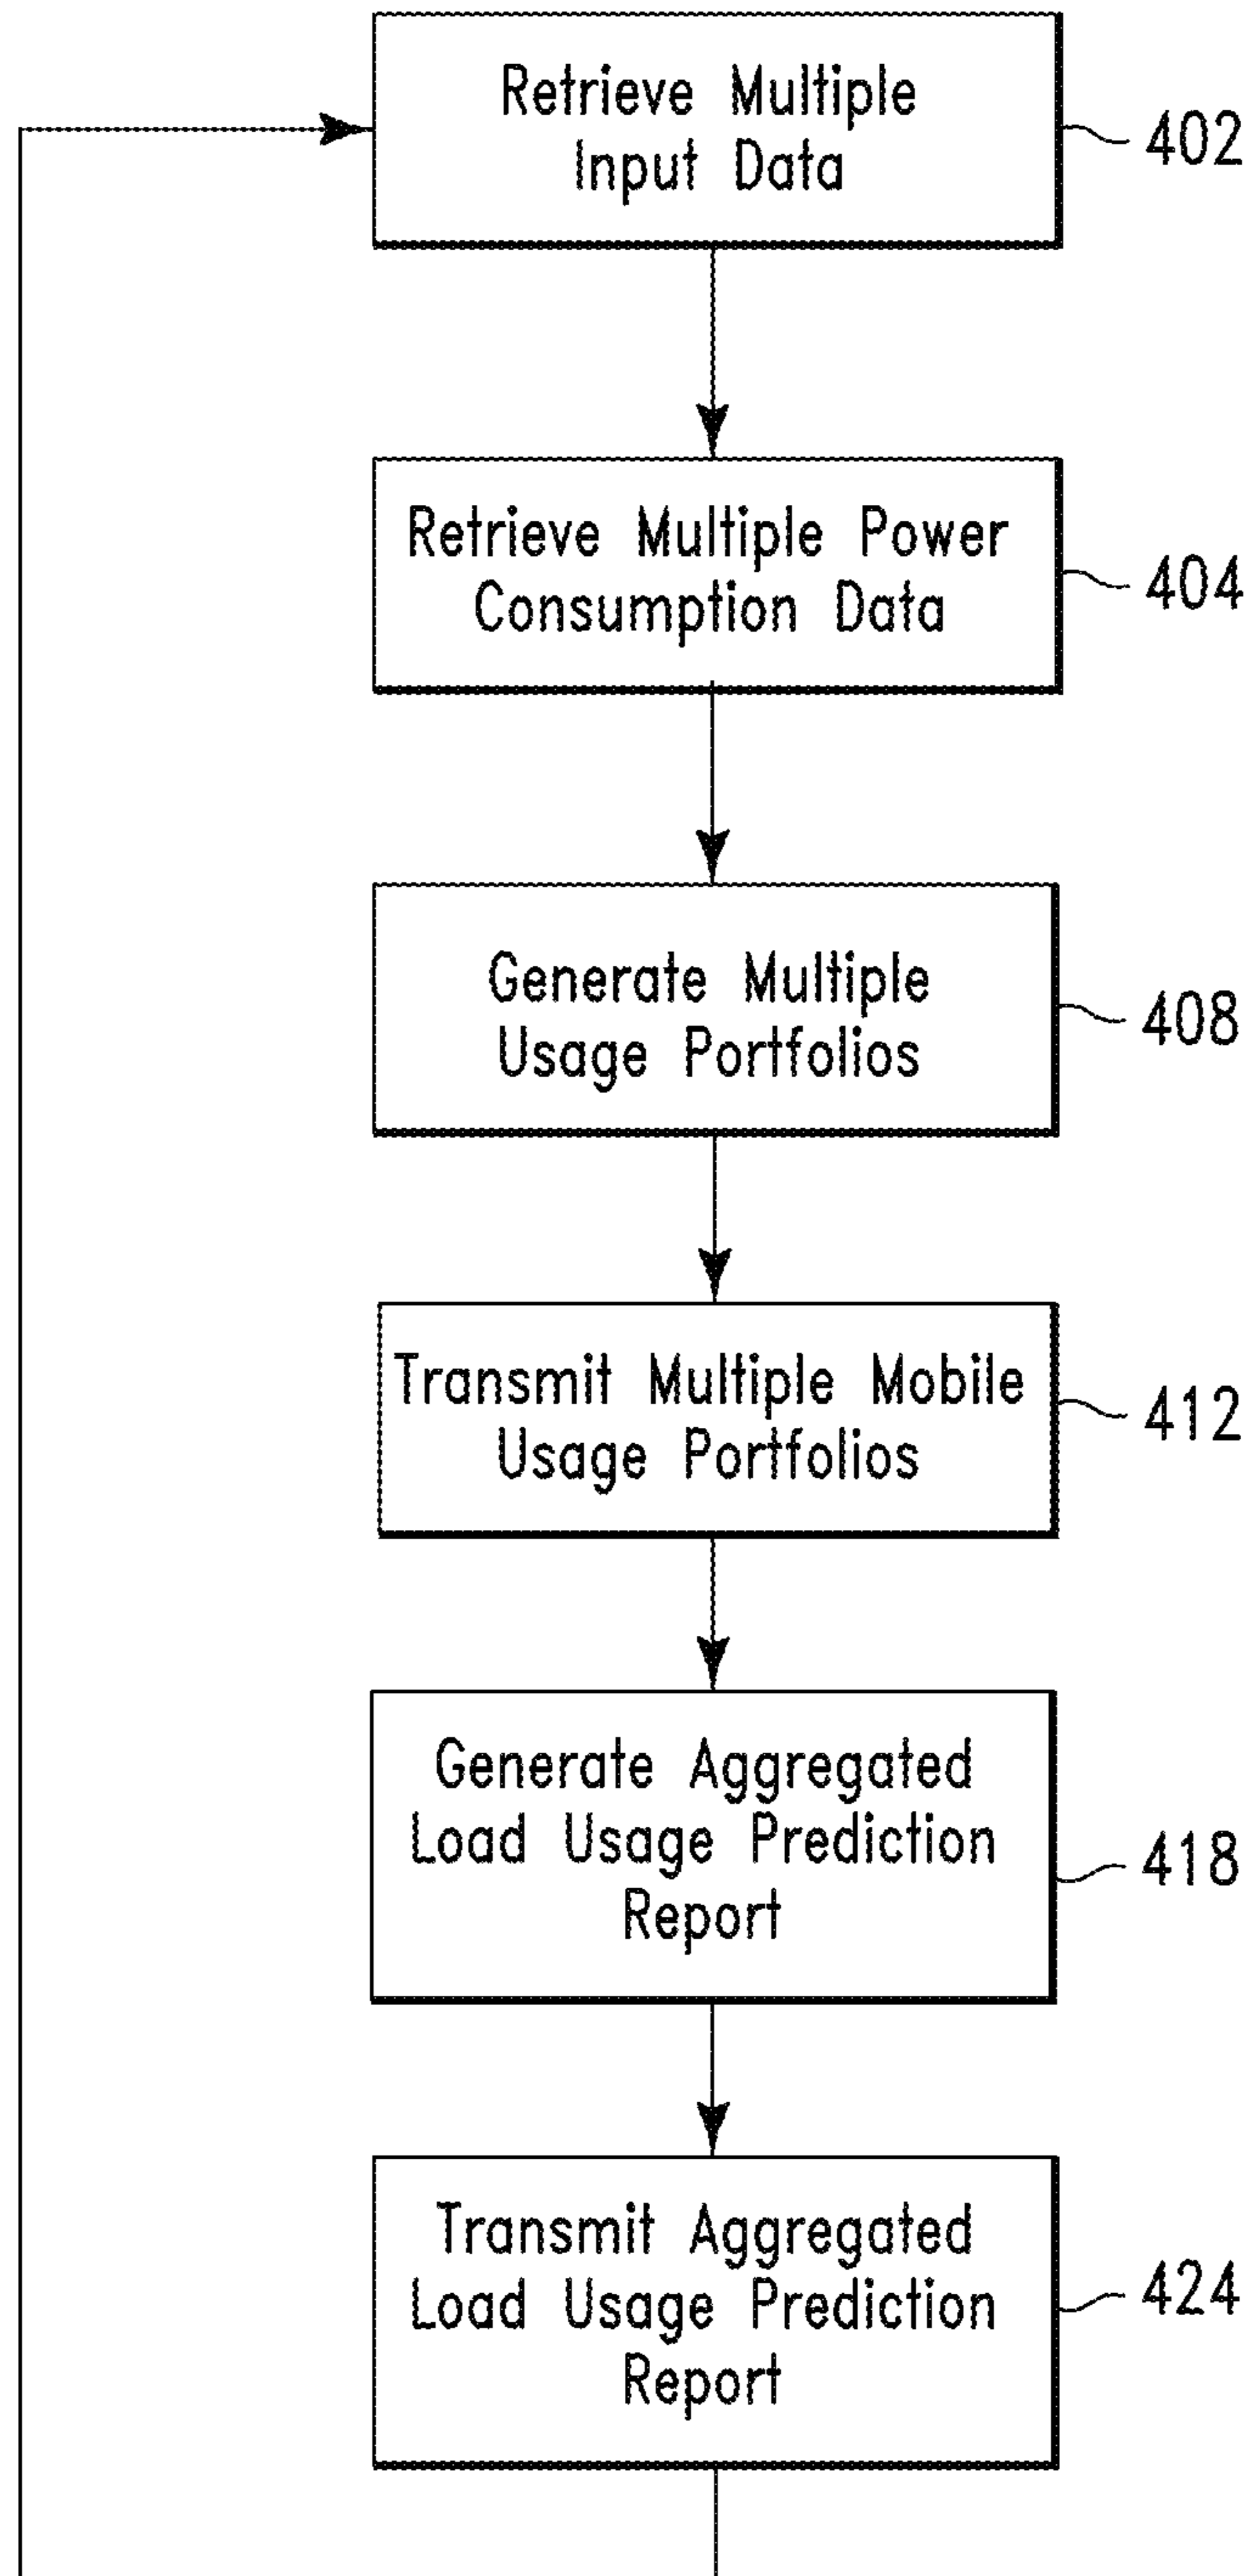 Retrieve Multiple
Input Data
402
Retrieve Multiple Power
Consumption Data
404
Generate Multiple
Usage Portfolios
408
Transmit Multiple Mobile
Usage Portfolios
412
Generate Aggregated
Load Usage Prediction
Report
418
Transmit Aggregated
Load Usage Prediction
Report
424